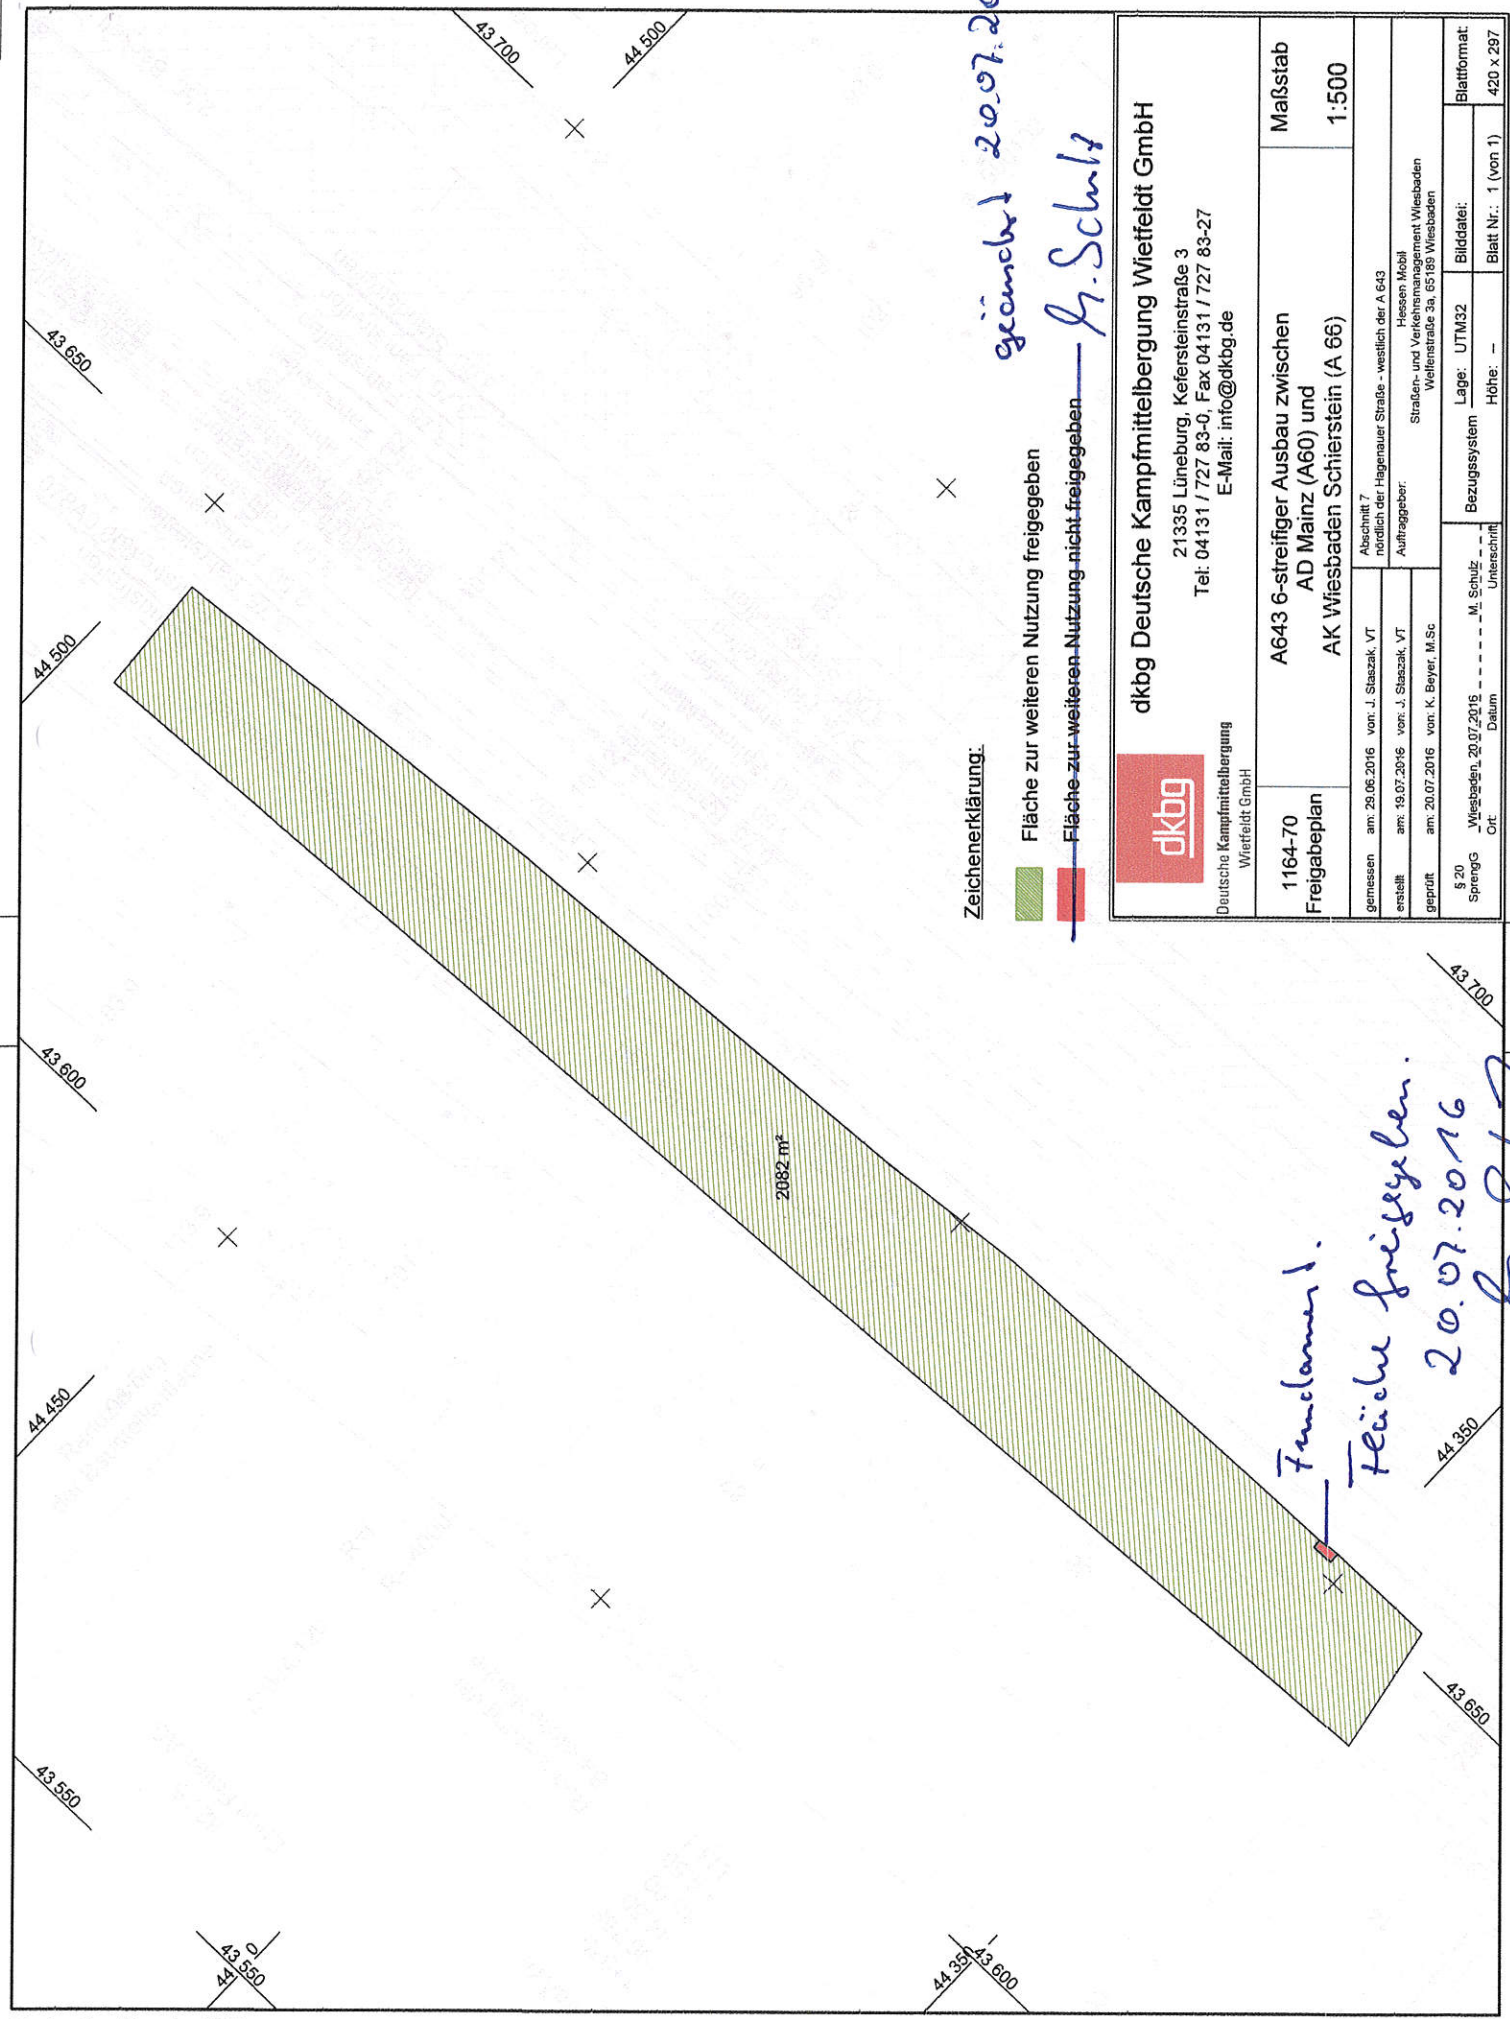 43 700
44 500
43 650
44 500
43 600
44 450
43 550
43 550
44 350
43 600
43 650
44 350
43 700
2082 m²
Fundament.
Fläche freigegeben.
20.07.2016
Zeichenerklärung:
Fläche zur weiteren Nutzung freigegeben
Fläche zur weiteren Nutzung nicht freigegeben
geändert 20.07.20
M. Schulz
dkbg
Deutsche Kampfmittelbergung
Wietfeldt GmbH
dkbg Deutsche Kampfmittelbergung Wietfeldt GmbH
21335 Lüneburg, Kefersteinstraße 3
Tel: 04131 / 727 83-0, Fax 04131 / 727 83-27
E-Mail: info@dkbg.de
1164-70
Freigabeplan
A643 6-streifiger Ausbau zwischen
AD Mainz (A60) und
AK Wiesbaden Schierstein (A 66)
Maßstab
1:500
gemessen am: 29.06.2016 von: J. Staszak, VT
erstellt am: 19.07.2016 von: J. Staszak, VT
geprüft am: 20.07.2016 von: K. Beyer, M.Sc
Abschnitt 7
nördlich der Hagenauer Straße - westlich der A 643
Auftraggeber: Hessen Mobil
Straßen- und Verkehrsmanagement Wiesbaden
Welfenstraße 3a, 65189 Wiesbaden
§ 20
SprengG
Wiesbaden, 20.07.2016 M. Schulz
Ort: Datum Unterschrift
Bezugssystem
Lage: UTM32
Höhe: --
Bilddatei:
Blatt Nr.: 1 (von 1)
Blattformat:
420 x 297